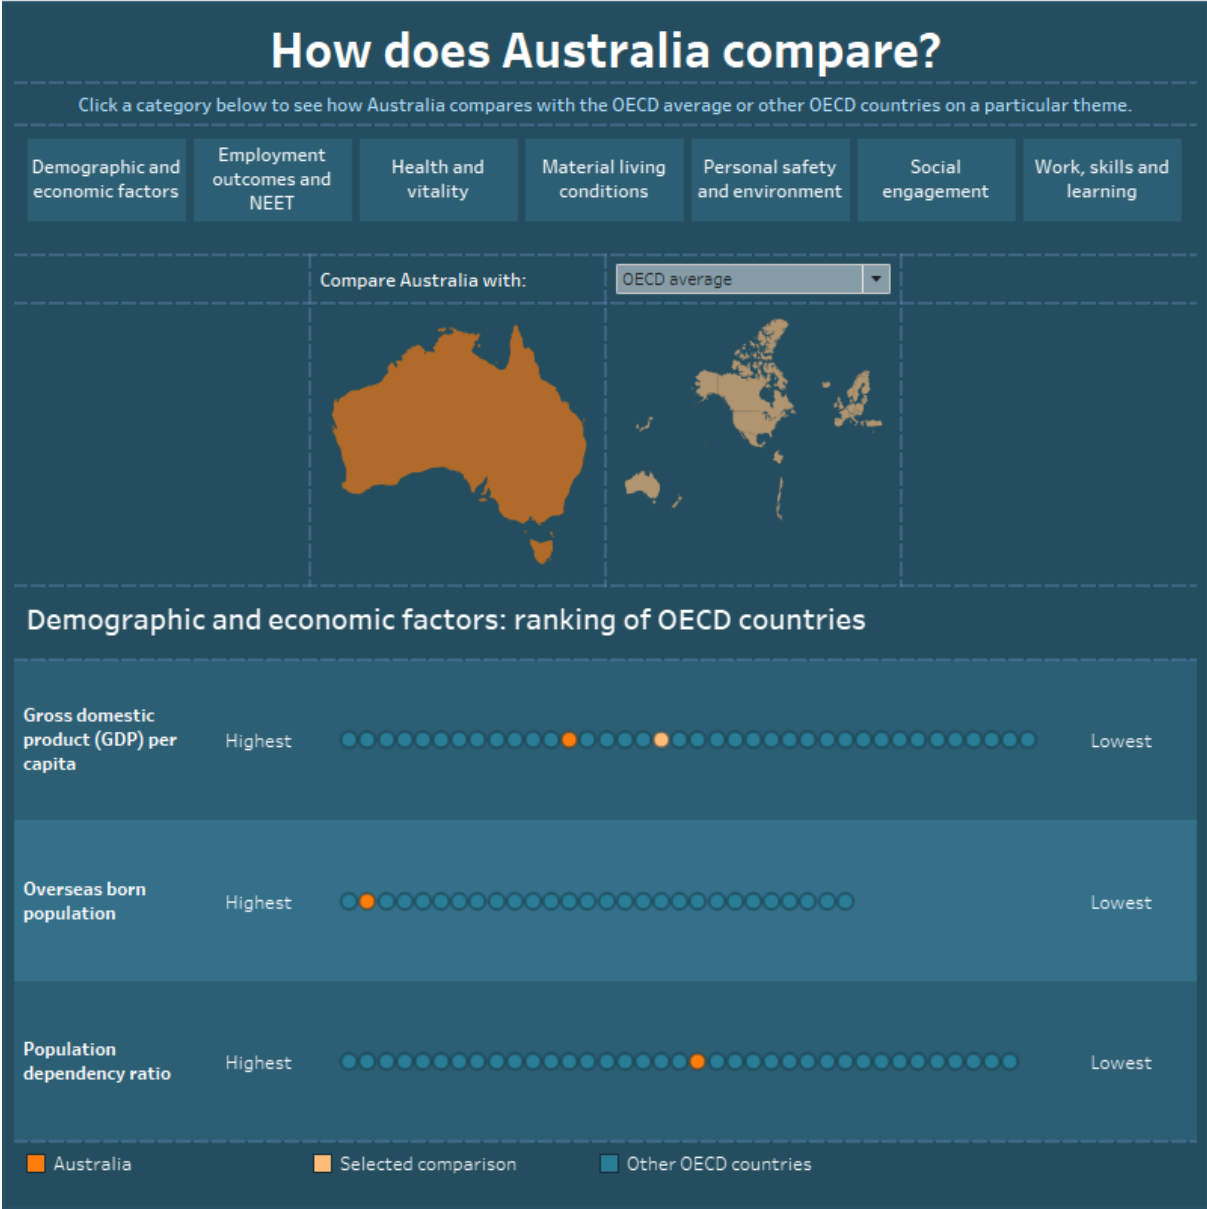 How does Australia compare?
Click a category below to see how Australia compares with the OECD average or other OECD countries on a particular theme.
Demographic and
economic factors
Employment
outcomes and
NEET
Health and
vitality
Material living
conditions
Personal safety
and environment
Social
engagement
Work, skills and
learning
Compare Australia with:
OECD average
Demographic and economic factors: ranking of OECD countries
Gross domestic
product (GDP) per
capita
Highest
Lowest
Overseas born
population
Highest
Lowest
Population
dependency ratio
Highest
Lowest
Australia
Selected comparison
Other OECD countries